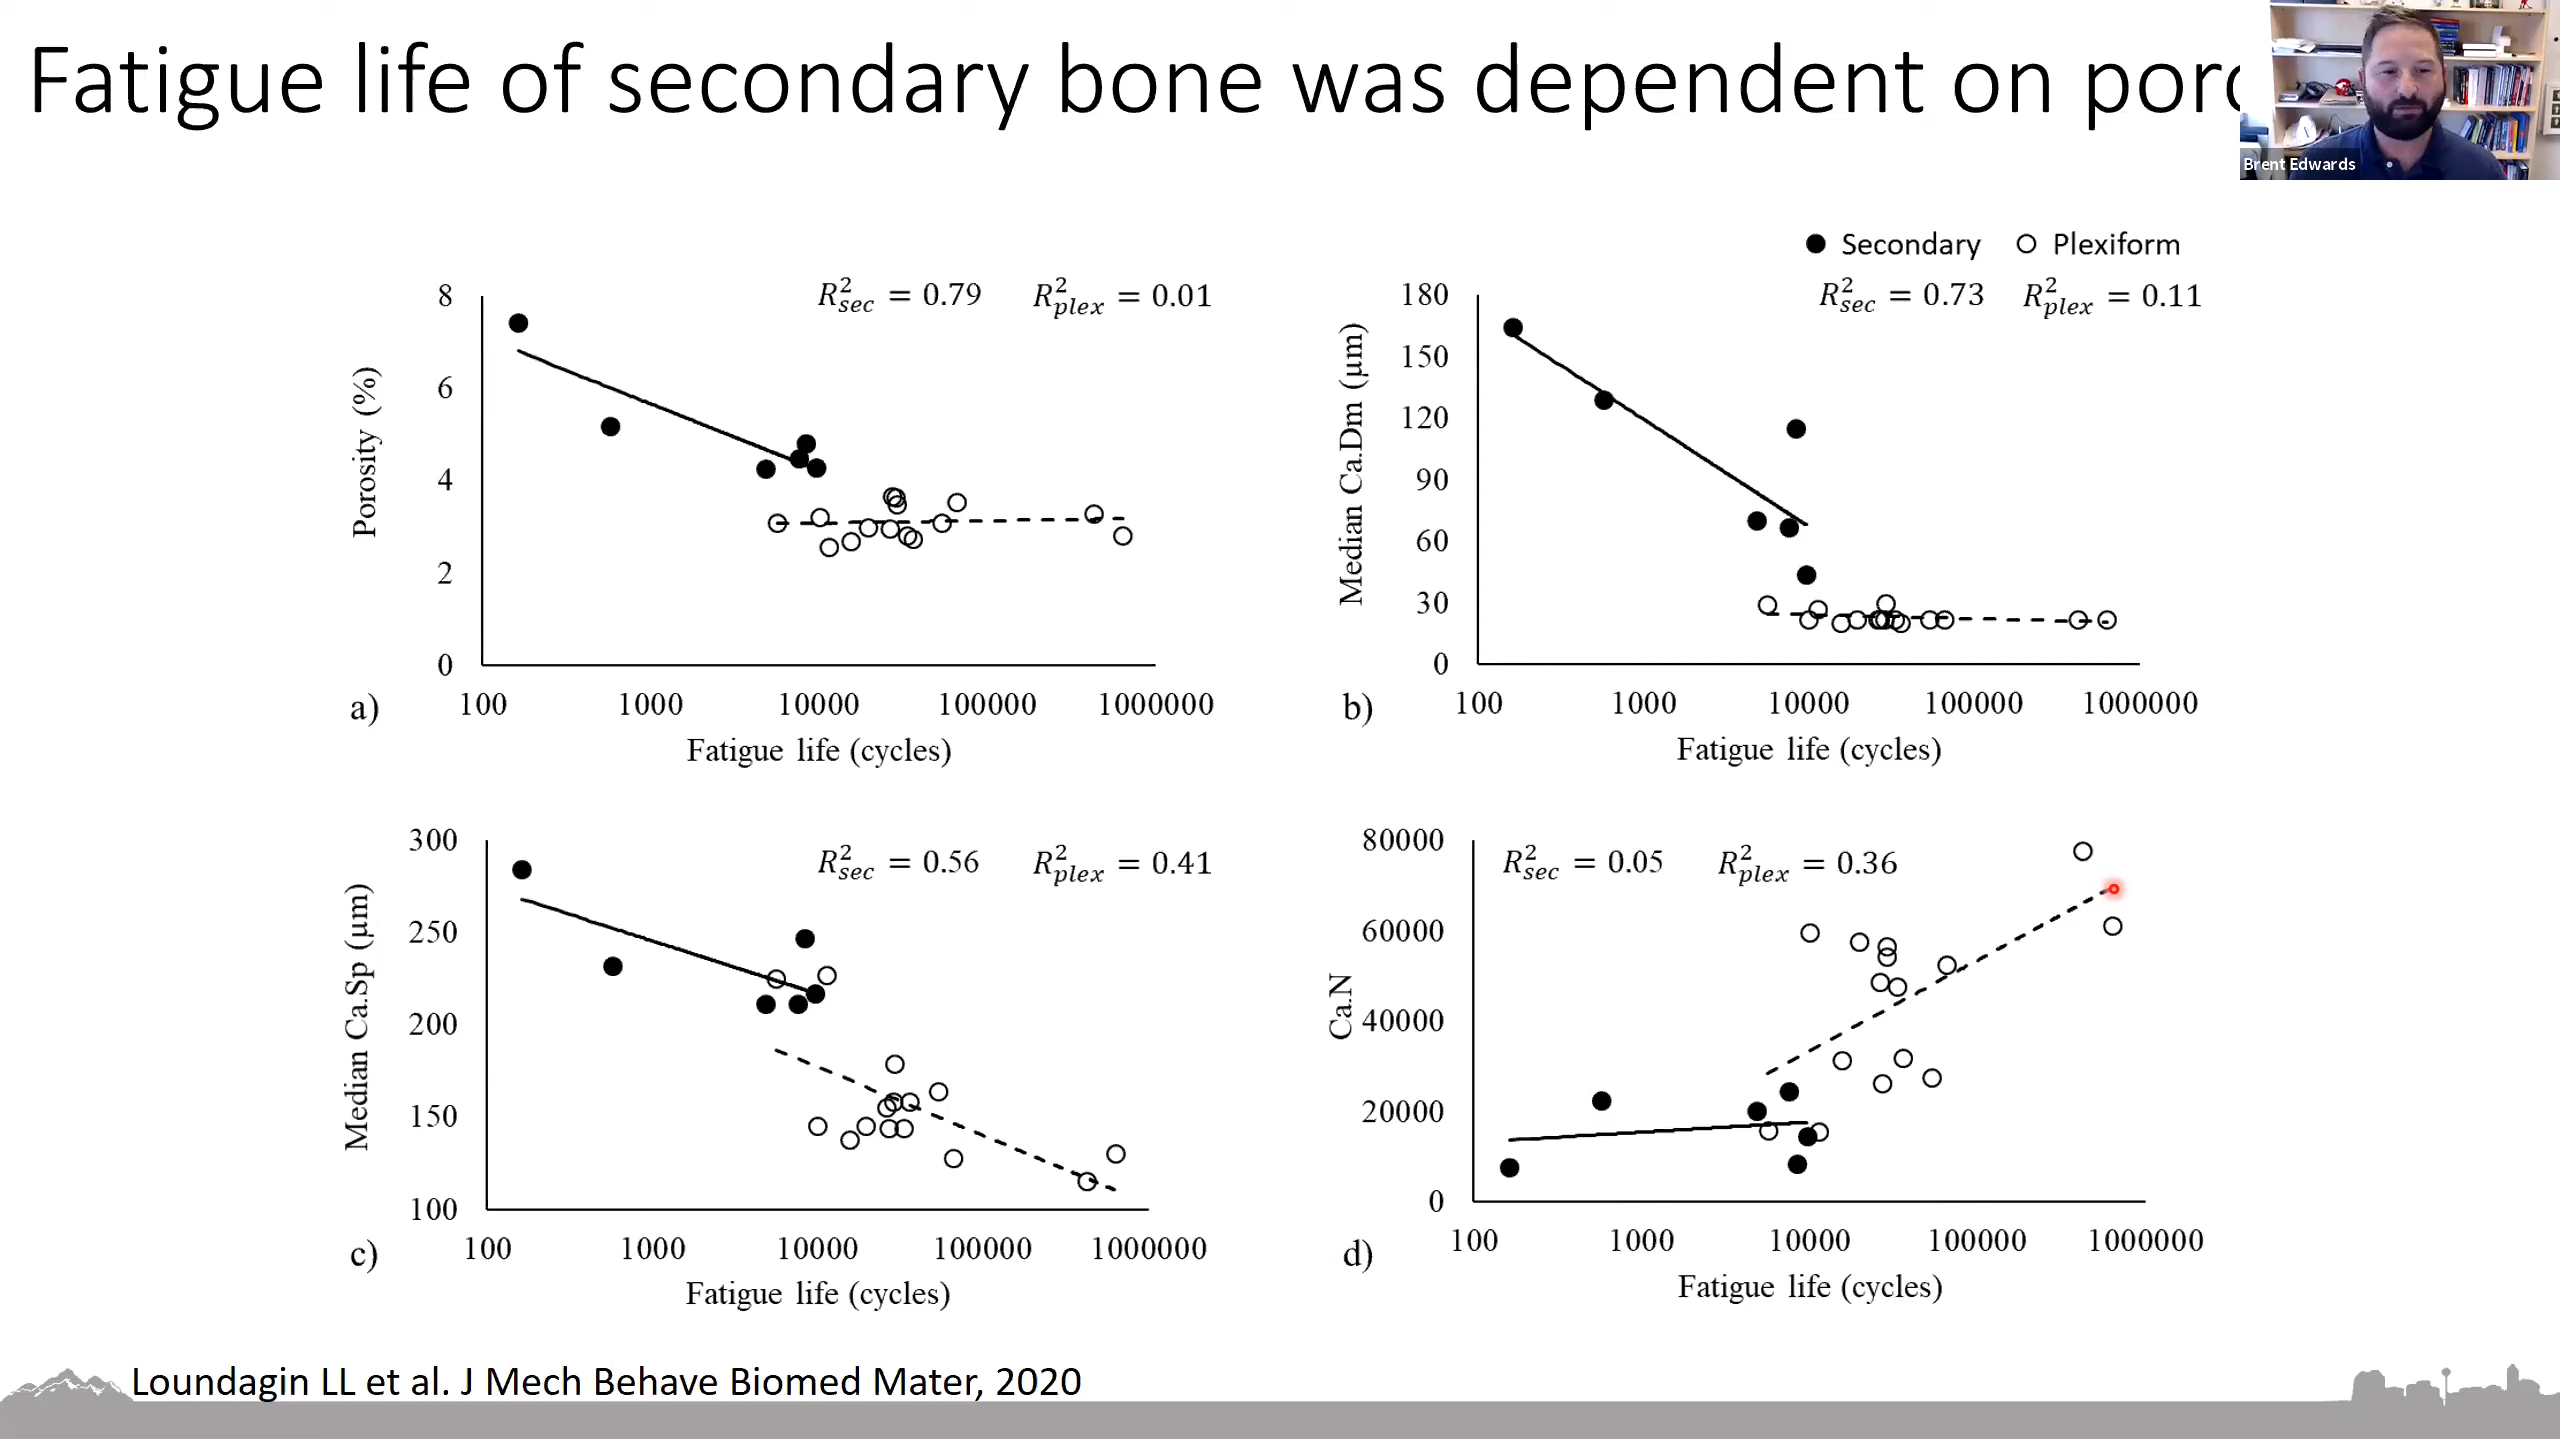 Fatigue life of secondary bone was dependent on
Brent Edwards
Secondary Plexiform
R²sec = 0.79 R²plex = 0.01
8
6
4
2
0
Porosity (%)
100 1000 10000 100000 1000000
a)
Fatigue life (cycles)
R²sec = 0.73 R²plex = 0.11
180
150
120
90
60
30
0
Median Ca.Dm (μm)
100 1000 10000 100000 1000000
b)
Fatigue life (cycles)
R²sec = 0.56 R²plex = 0.41
300
250
200
150
100
Median Ca.Sp (μm)
100 1000 10000 100000 1000000
c)
Fatigue life (cycles)
R²sec = 0.05 R²plex = 0.36
80000
60000
40000
20000
0
Ca.N
100 1000 10000 100000 1000000
d)
Fatigue life (cycles)
Loundagin LL et al. J Mech Behave Biomed Mater, 2020